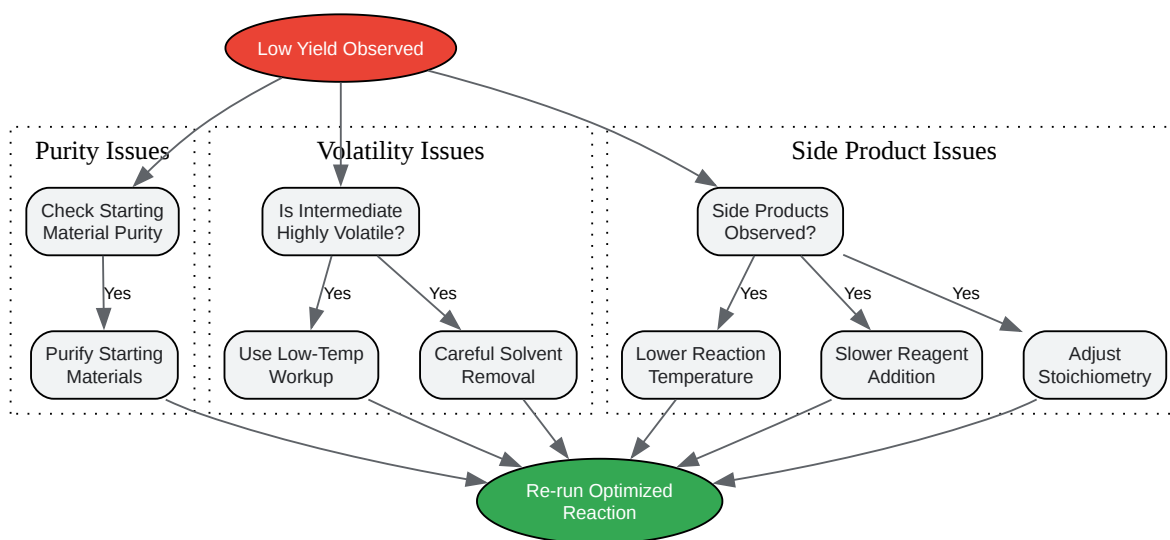 Low Yield Observed
Purity Issues
Volatility Issues
Side Product Issues
Check Starting
Material Purity
Is Intermediate
Highly Volatile?
Side Products
Observed?
Yes
Yes
Yes
Yes
Yes
Yes
Purify Starting
Materials
Use Low-Temp
Workup
Careful Solvent
Removal
Lower Reaction
Temperature
Slower Reagent
Addition
Adjust
Stoichiometry
Re-run Optimized
Reaction